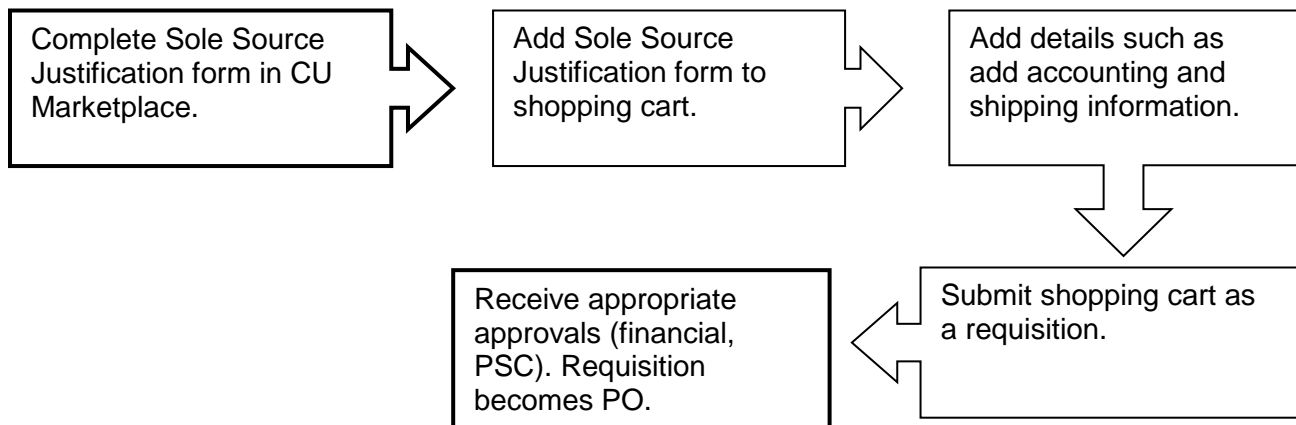 Complete Sole Source
Justification form in CU
Marketplace.
Add Sole Source
Justification form to
shopping cart.
Add details such as
add accounting and
shipping information.
Submit shopping cart as
a requisition.
Receive appropriate
approvals (financial,
PSC). Requisition
becomes PO.